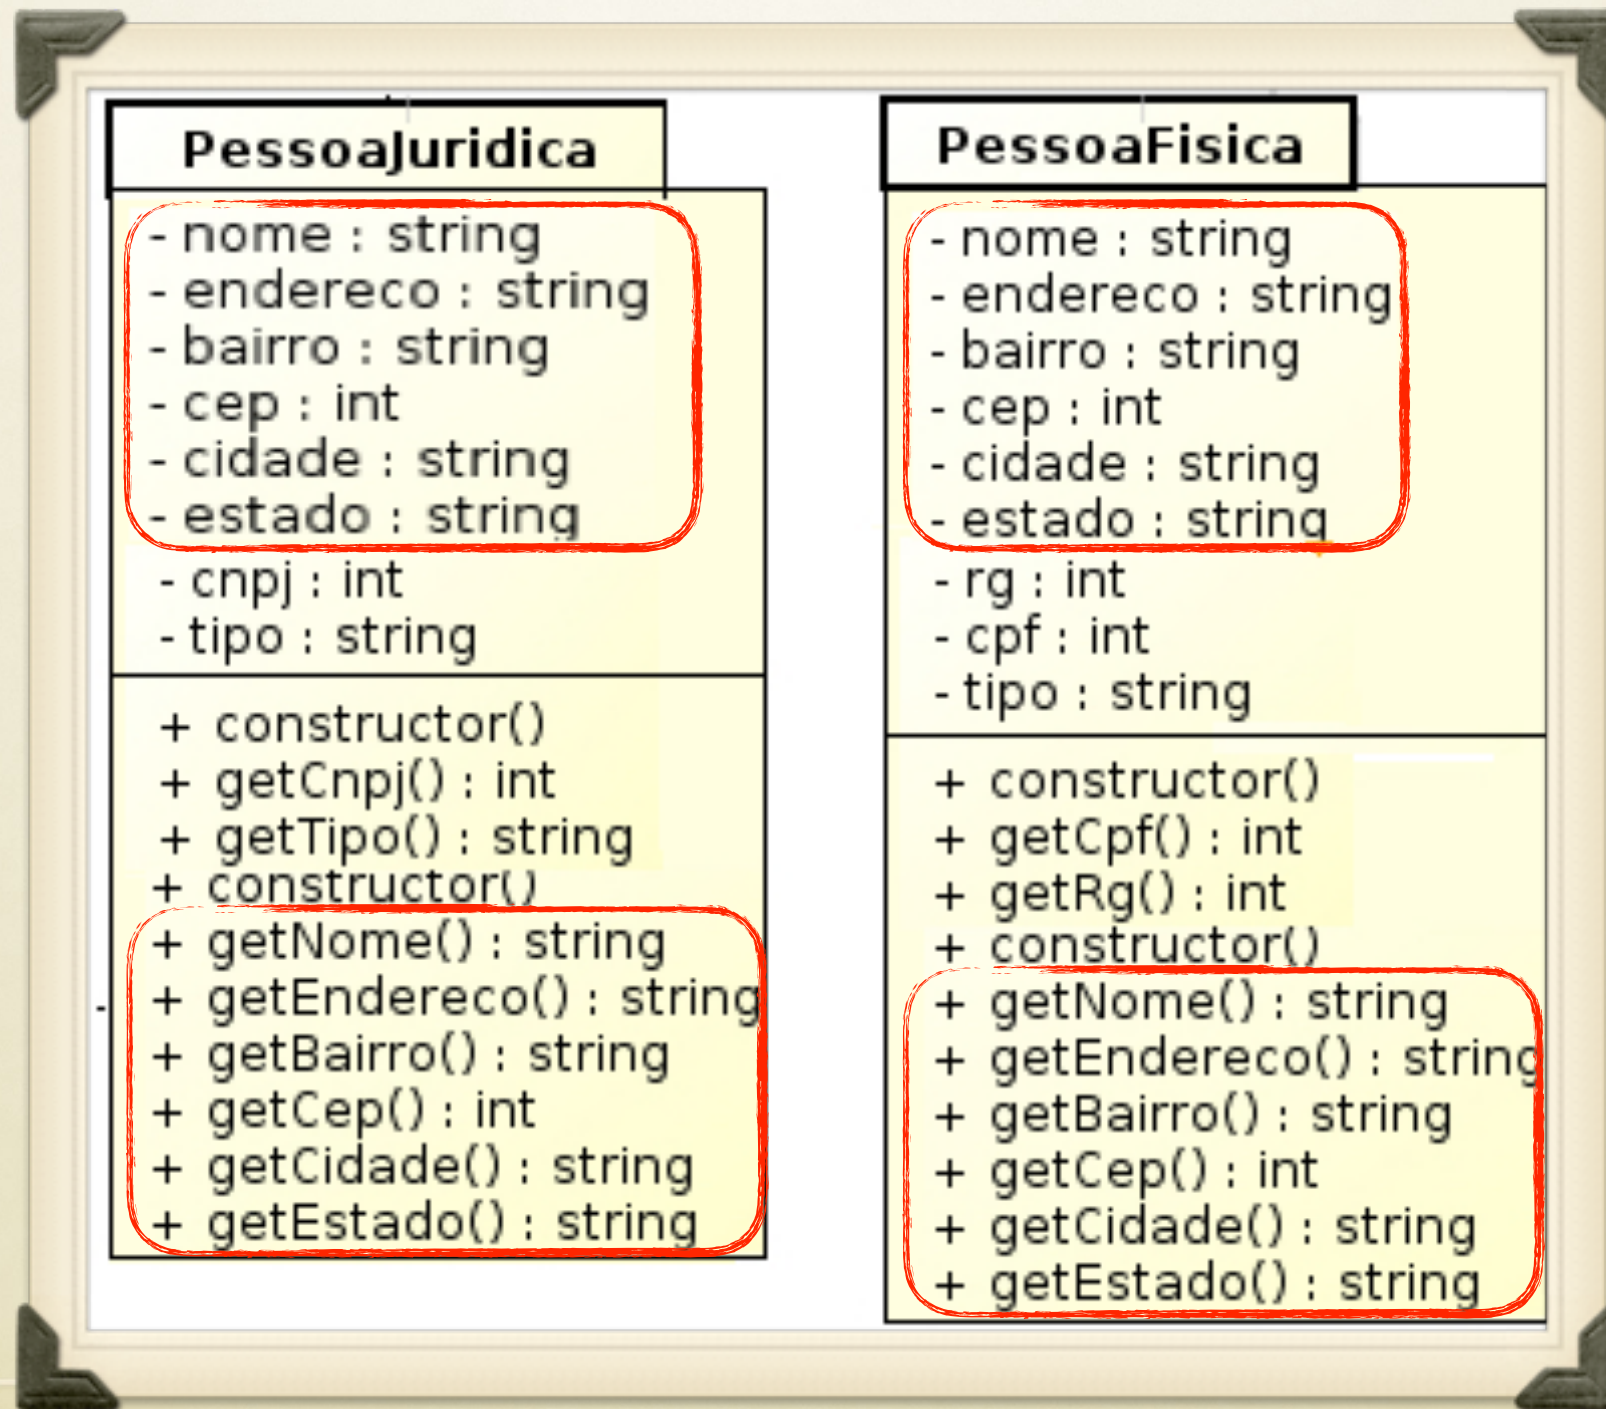 PessoaJuridica
- nome : string
- endereco : string
- bairro : string
- cep : int
- cidade : string
- estado : string
- cnpj : int
- tipo : string
+ constructor()
+ getCnpj() : int
+ getTipo() : string
+ constructor()
+ getNome() : string
+ getEndereco() : string
+ getBairro() : string
+ getCep() : int
+ getCidade() : string
+ getEstado() : string
PessoaFisica
- nome : string
- endereco : string
- bairro : string
- cep : int
- cidade : string
- estado : string
- rg : int
- cpf : int
- tipo : string
+ constructor()
+ getCpf() : int
+ getRg() : int
+ constructor()
+ getNome() : string
+ getEndereco() : string
+ getBairro() : string
+ getCep() : int
+ getCidade() : string
+ getEstado() : string